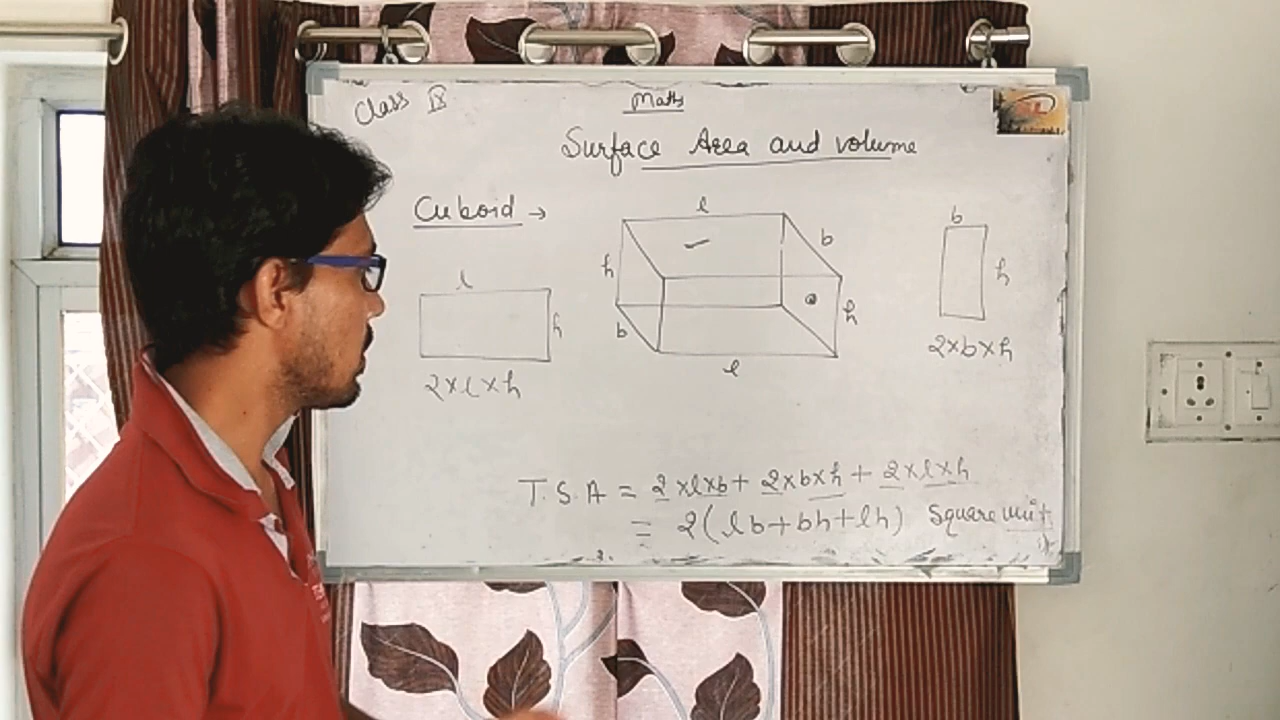 Class IX
Maths
Surface Area and volume
Cuboid →
l
h
2×l×h
l
b
h
h
b
l
b
h
2×b×h
T.S.A = 2×l×b + 2×b×h + 2×l×h
= 2(lb+bh+lh) Square unit